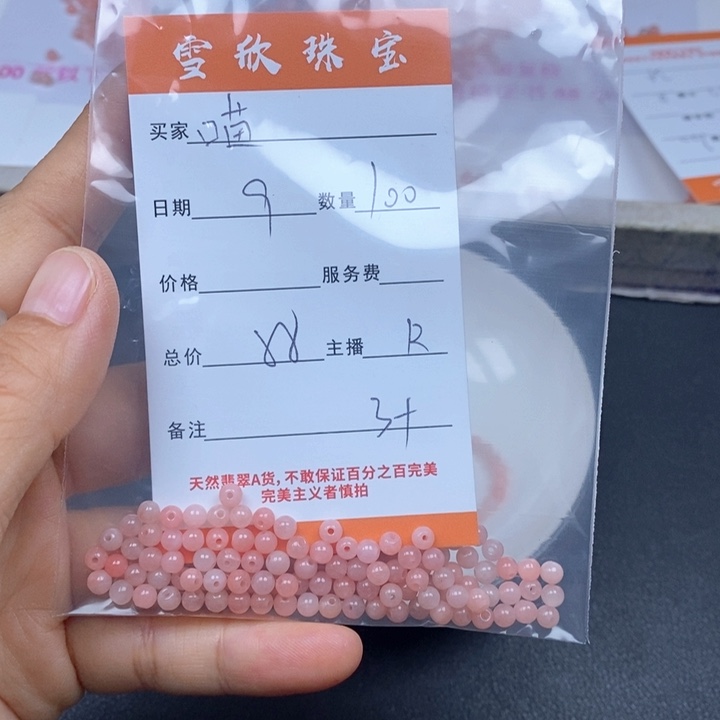 雪欣珠宝
买家 喵
日期 9 数量 100
价格 服务费
总价 88 主播 R
备注 3+
天然翡翠A货,不敢保证百分之百完美
完美主义者慎拍